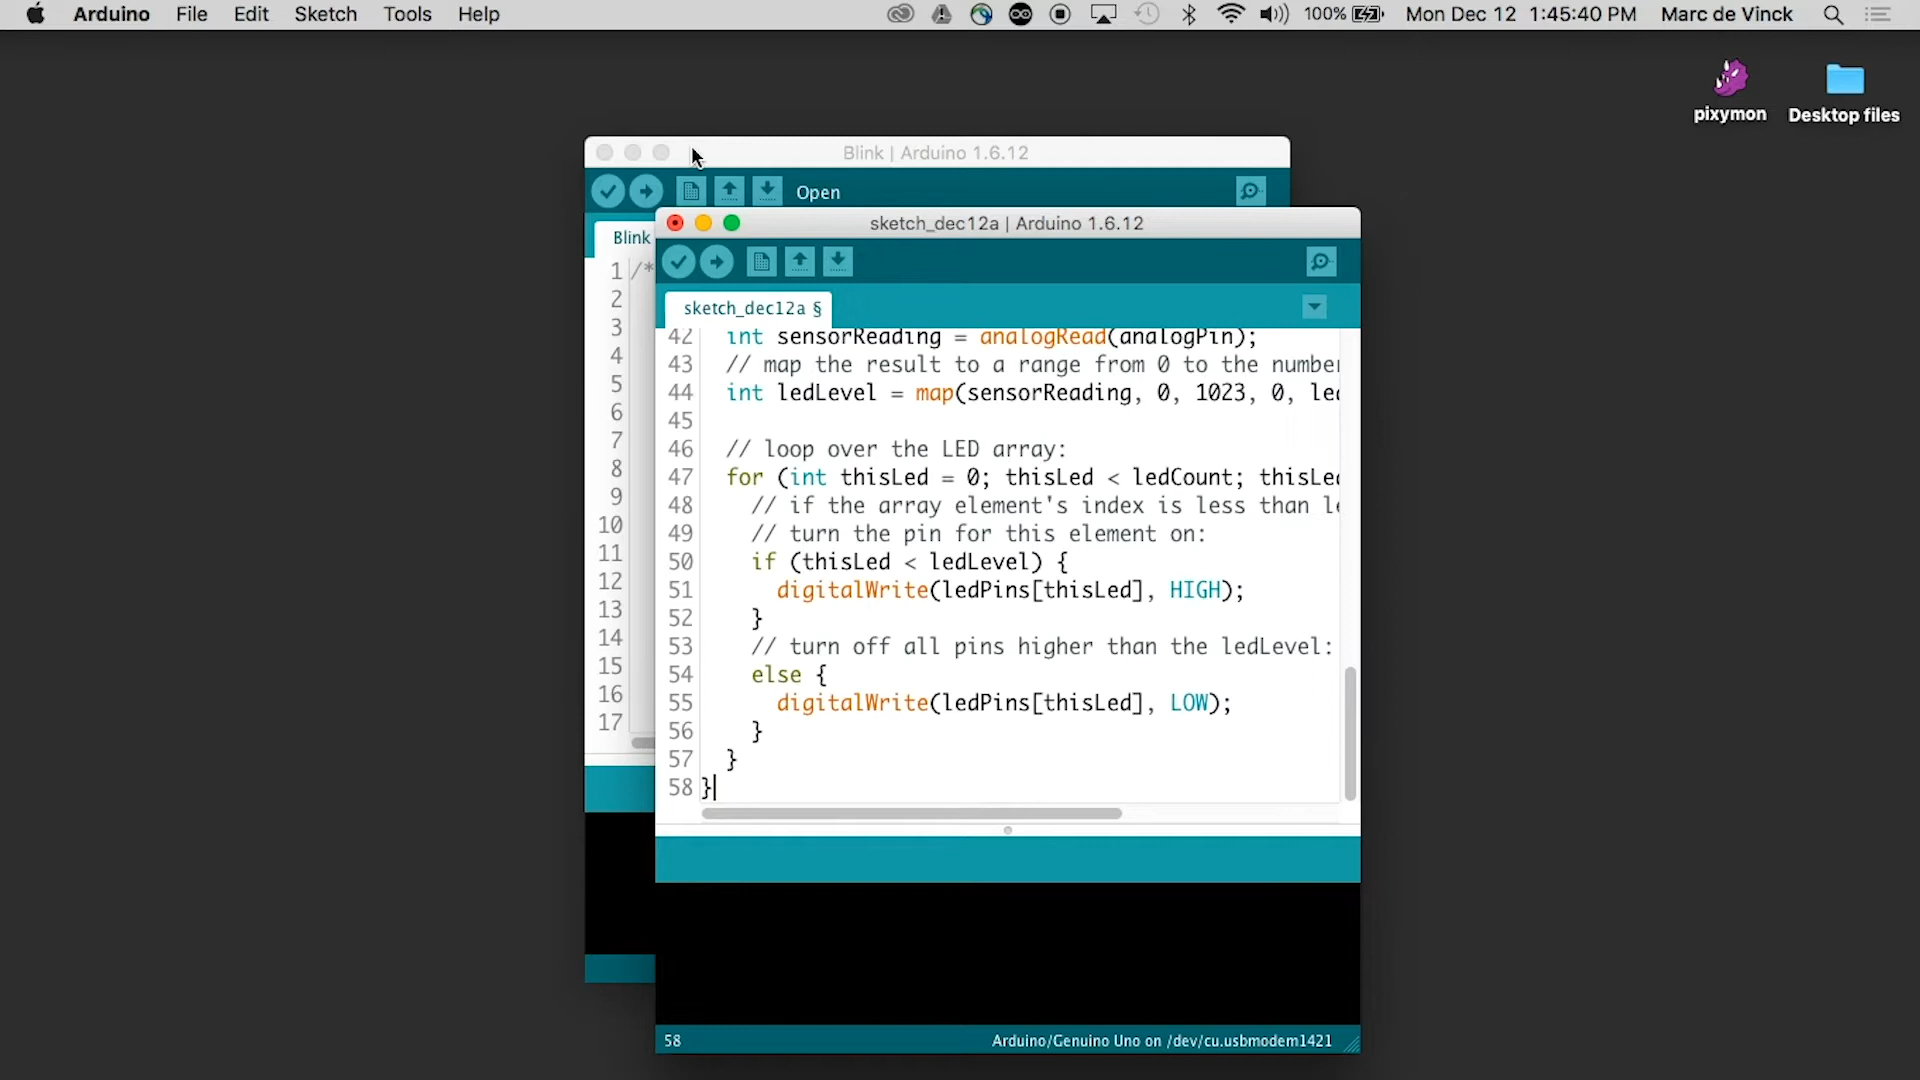 Arduino File Edit Sketch Tools Help 100% Mon Dec 12 1:45:40 PM Marc de Vinck
pixymon
Desktop files
Blink | Arduino 1.6.12
Open
Blink
1 /*
2
3
4
5
6
7
8
9
10
11
12
13
14
15
16
17
sketch_dec12a | Arduino 1.6.12
sketch_dec12a §
42 int sensorReading = analogRead(analogPin);
43 // map the result to a range from 0 to the number
44 int ledLevel = map(sensorReading, 0, 1023, 0, led
45
46 // loop over the LED array:
47 for (int thisLed = 0; thisLed < ledCount; thisLed
48 // if the array element's index is less than le
49 // turn the pin for this element on:
50 if (thisLed < ledLevel) {
51 digitalWrite(ledPins[thisLed], HIGH);
52 }
53 // turn off all pins higher than the ledLevel:
54 else {
55 digitalWrite(ledPins[thisLed], LOW);
56 }
57 }
58 }
58 Arduino/Genuino Uno on /dev/cu.usbmodem1421